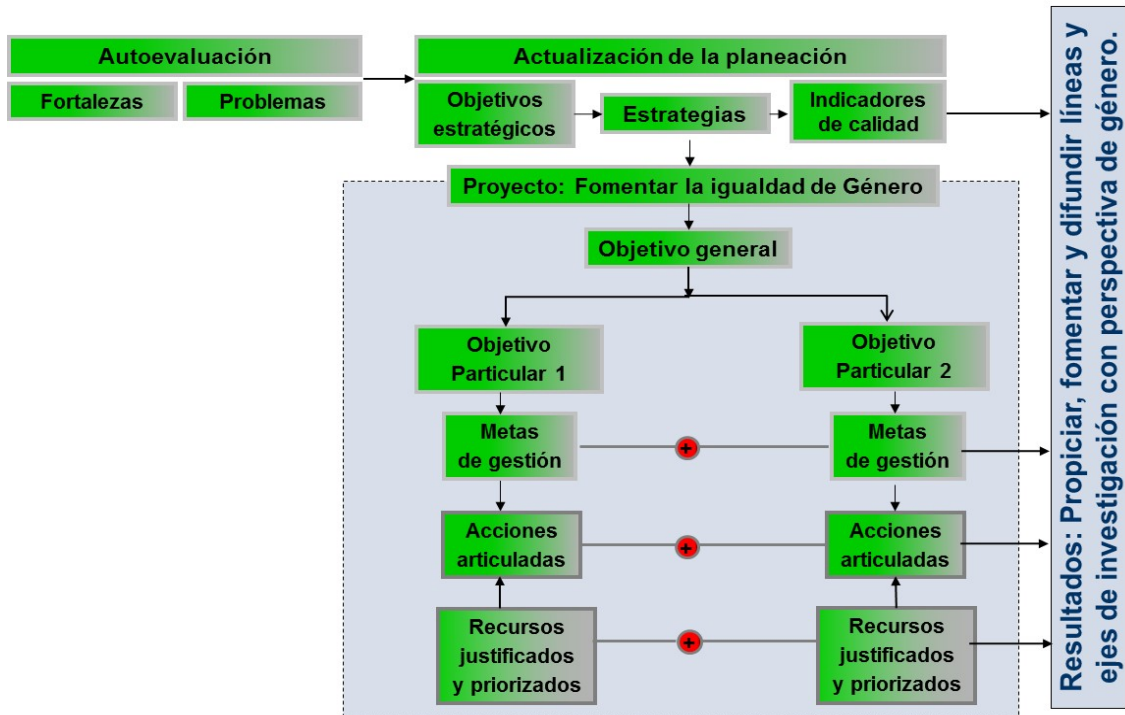 Autoevaluación
Fortalezas
Problemas
Actualización de la planeación
Objetivos
estratégicos
Estrategias
Indicadores
de calidad
Proyecto: Fomentar la igualdad de Género
Objetivo general
Objetivo
Particular 1
Objetivo
Particular 2
Metas
de gestión
+
Metas
de gestión
Acciones
articuladas
+
Acciones
articuladas
Recursos
justificados
y priorizados
+
Recursos
justificados
y priorizados
Resultados: Propiciar, fomentar y difundir líneas y
ejes de investigación con perspectiva de género.